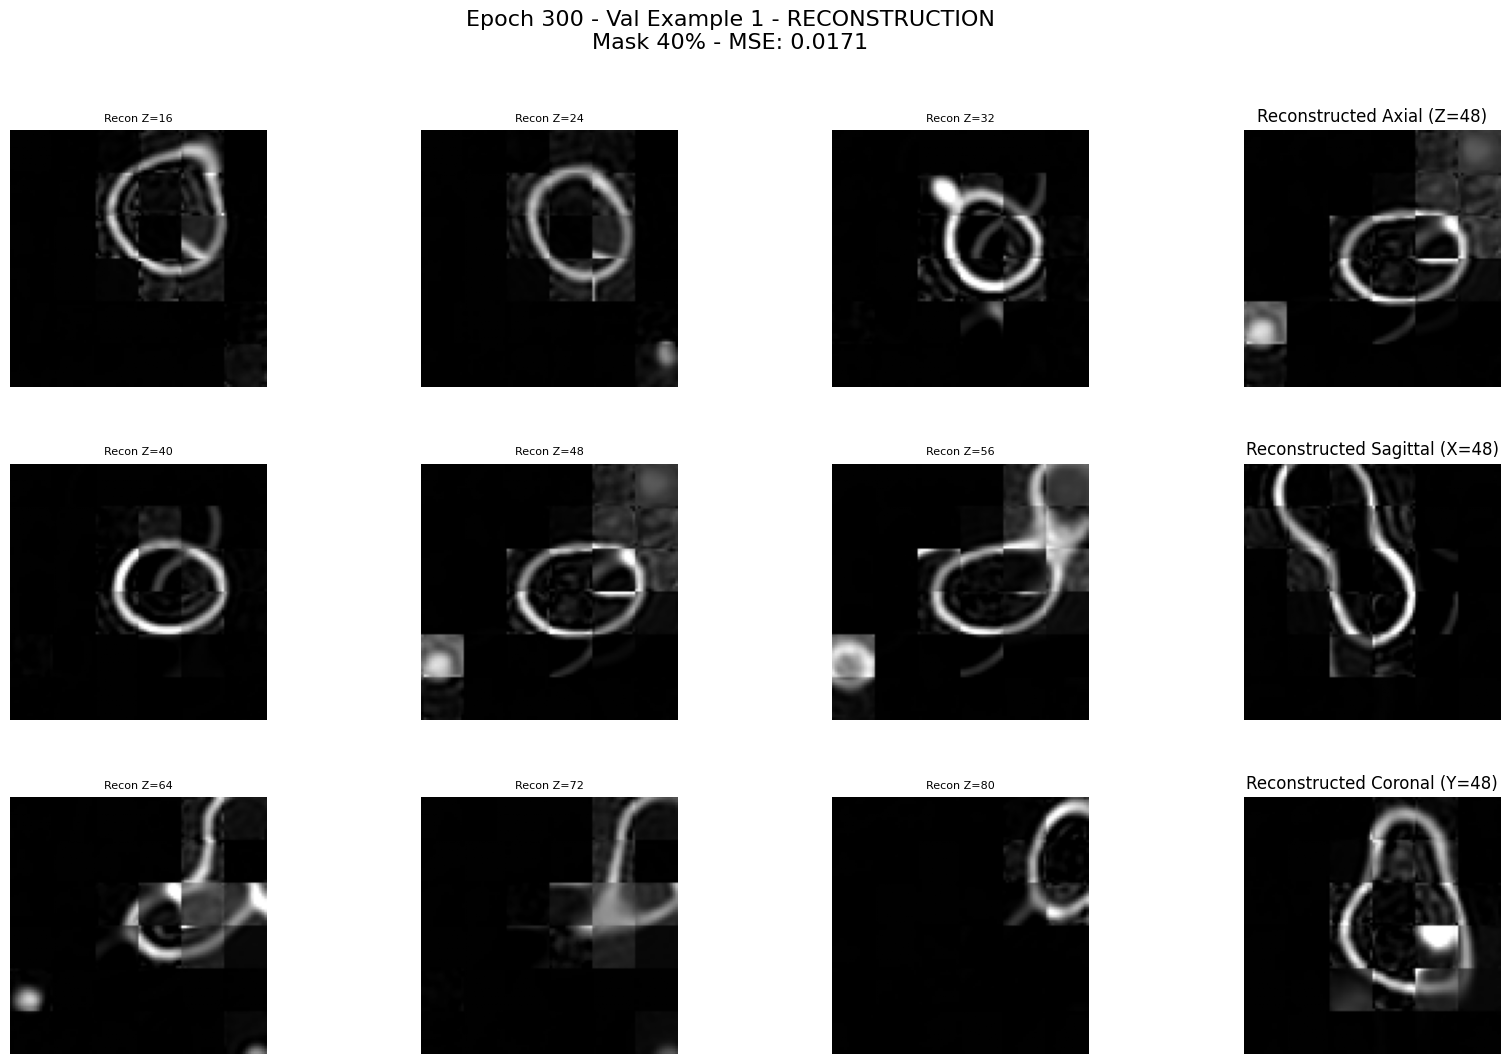 Epoch 300 - Val Example 1 - RECONSTRUCTION
Mask 40% - MSE: 0.0171
Recon Z=16
Recon Z=24
Recon Z=32
Reconstructed Axial (Z=48)
Recon Z=40
Recon Z=48
Recon Z=56
Reconstructed Sagittal (X=48)
Recon Z=64
Recon Z=72
Recon Z=80
Reconstructed Coronal (Y=48)